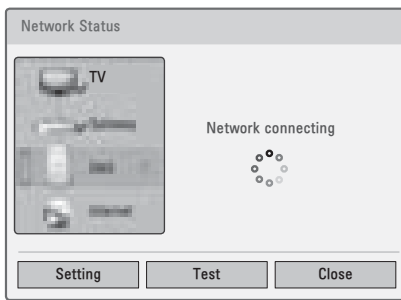 Network Status
TV
Network connecting
Setting
Test
Close